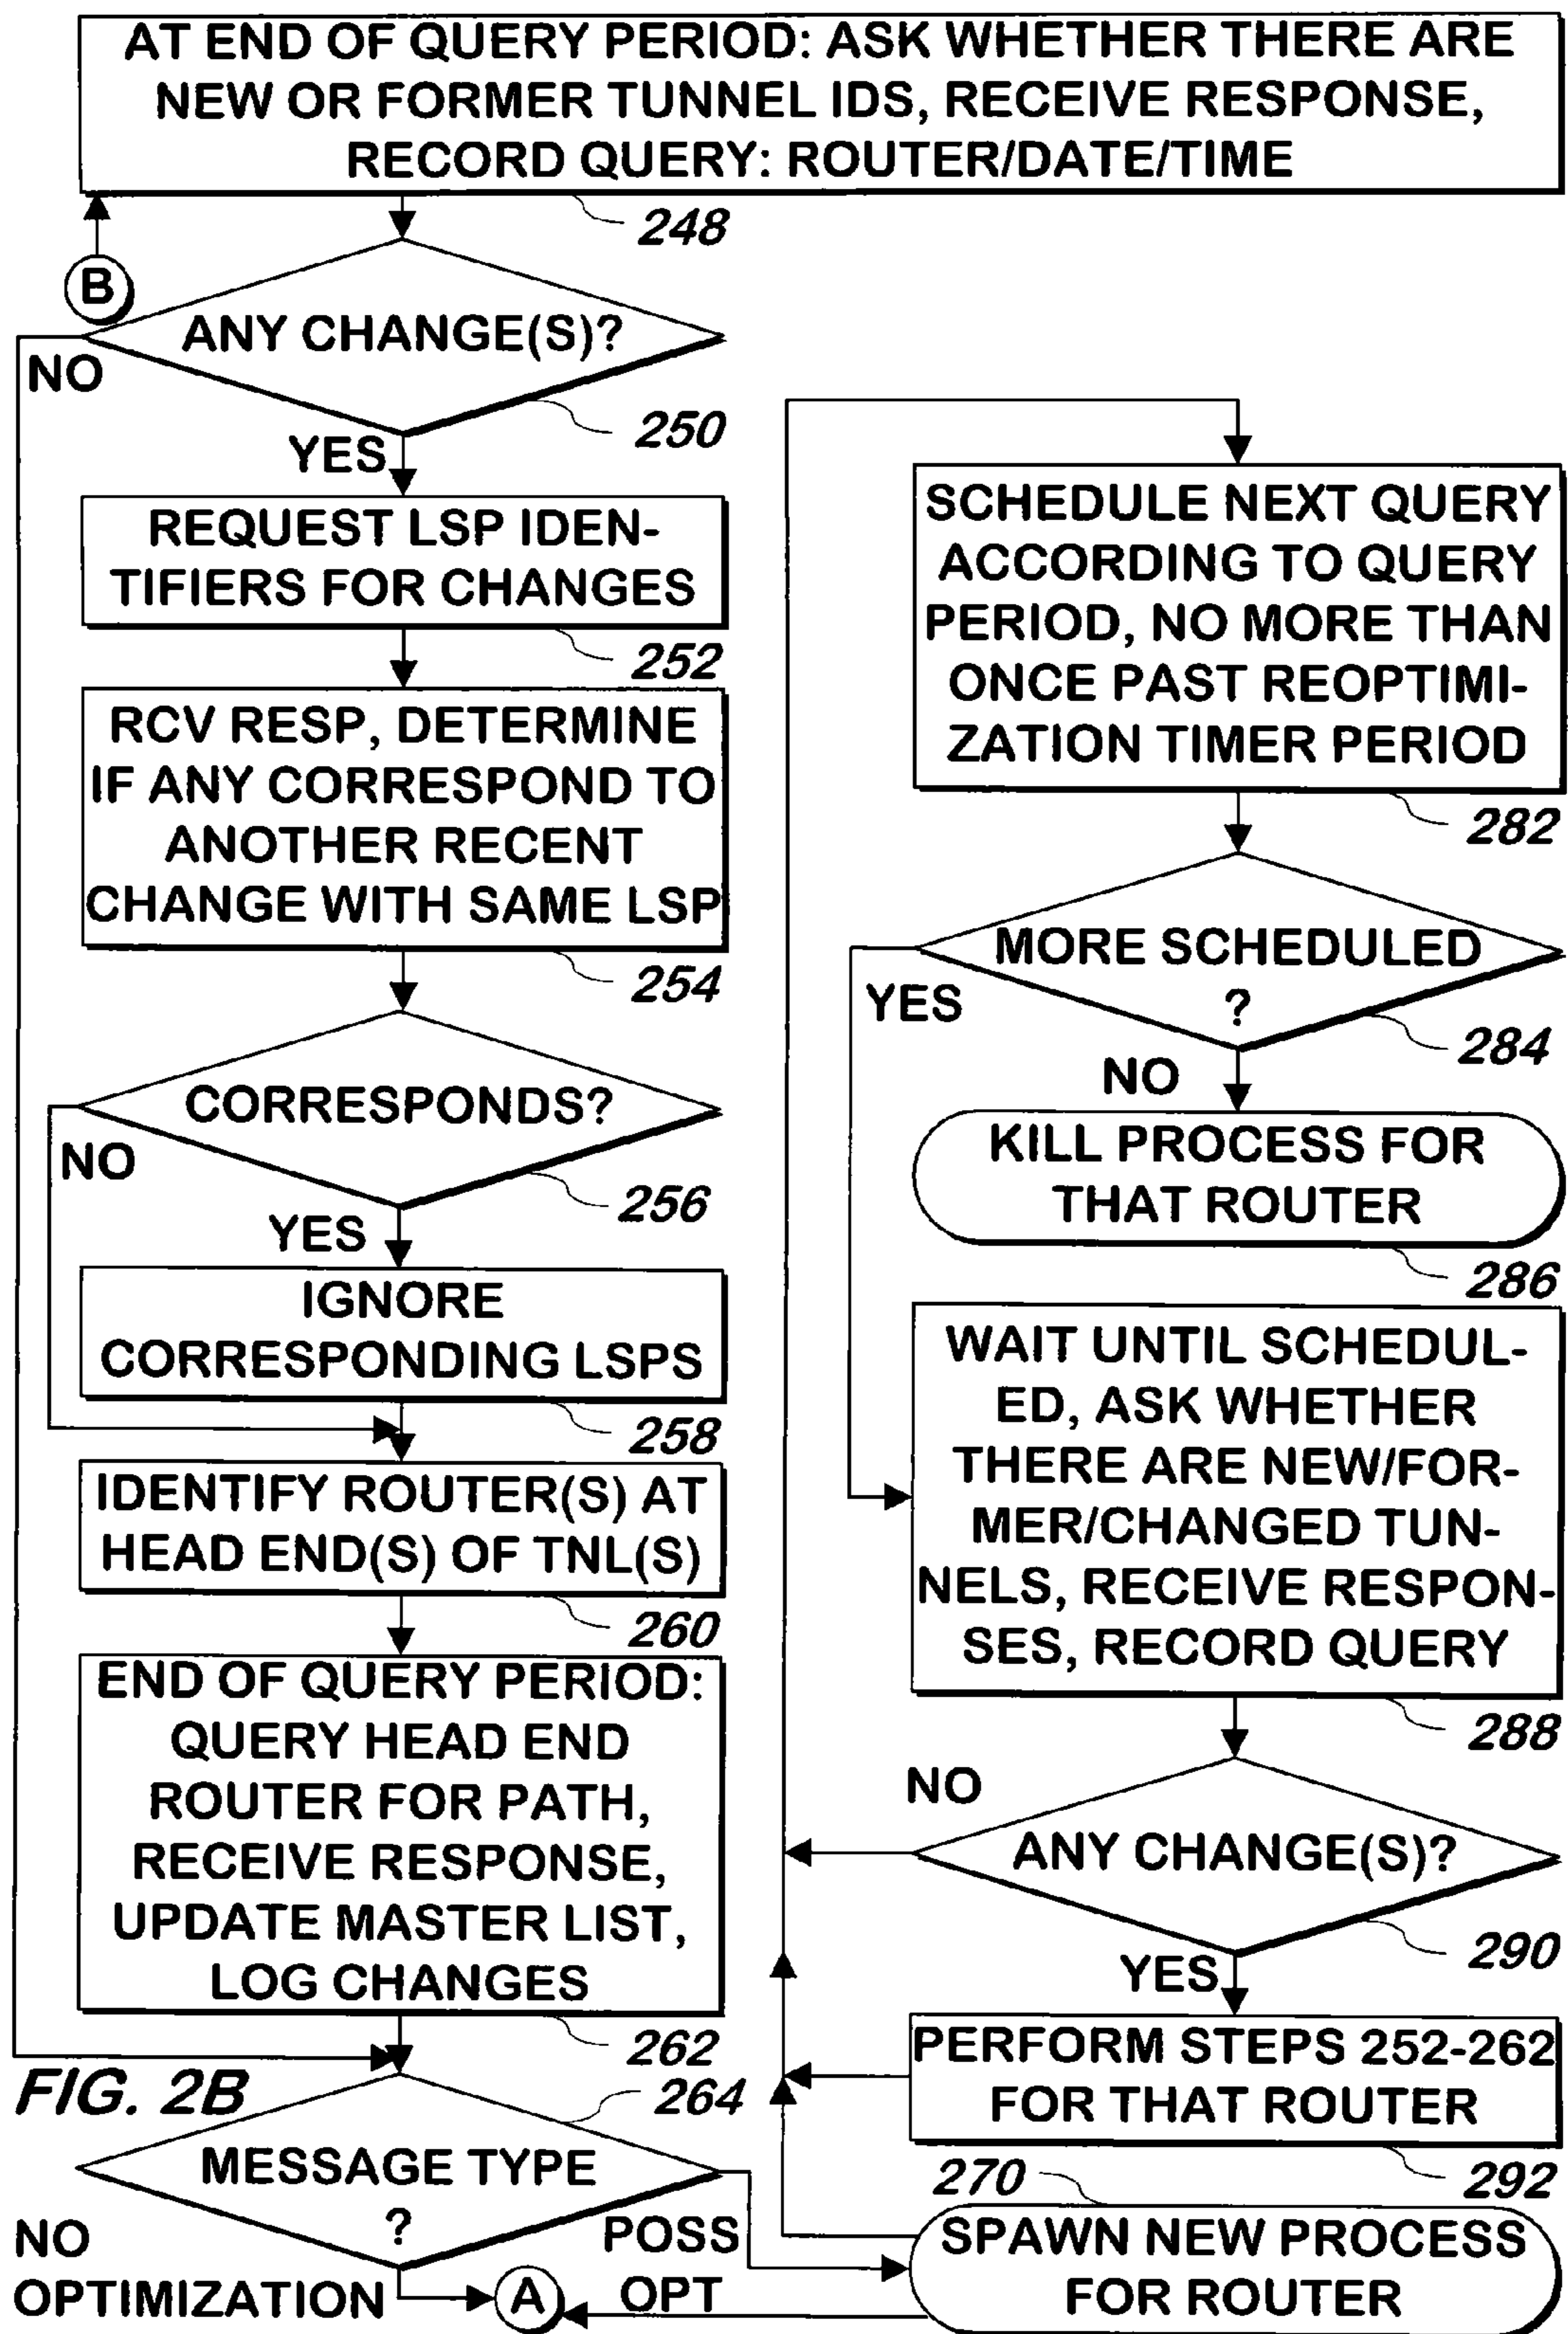 AT END OF QUERY PERIOD: ASK WHETHER THERE ARE
NEW OR FORMER TUNNEL IDS, RECEIVE RESPONSE,
RECORD QUERY: ROUTER/DATE/TIME
248
B
ANY CHANGE(S)?
NO
250
YES
REQUEST LSP IDEN-
TIFIERS FOR CHANGES
252
RCV RESP, DETERMINE
IF ANY CORRESPOND TO
ANOTHER RECENT
CHANGE WITH SAME LSP
254
CORRESPONDS?
NO
256
YES
IGNORE
CORRESPONDING LSPS
258
IDENTIFY ROUTER(S) AT
HEAD END(S) OF TNL(S)
260
END OF QUERY PERIOD:
QUERY HEAD END
ROUTER FOR PATH,
RECEIVE RESPONSE,
UPDATE MASTER LIST,
LOG CHANGES
262
FIG. 2B
264
MESSAGE TYPE
?
NO
OPTIMIZATION
A
POSS
OPT
SCHEDULE NEXT QUERY
ACCORDING TO QUERY
PERIOD, NO MORE THAN
ONCE PAST REOPTIMI-
ZATION TIMER PERIOD
282
MORE SCHEDULED
?
YES
284
NO
KILL PROCESS FOR
THAT ROUTER
286
WAIT UNTIL SCHEDUL-
ED, ASK WHETHER
THERE ARE NEW/FOR-
MER/CHANGED TUN-
NELS, RECEIVE RESPON-
SES, RECORD QUERY
288
NO
ANY CHANGE(S)?
290
YES
PERFORM STEPS 252-262
FOR THAT ROUTER
292
270
SPAWN NEW PROCESS
FOR ROUTER